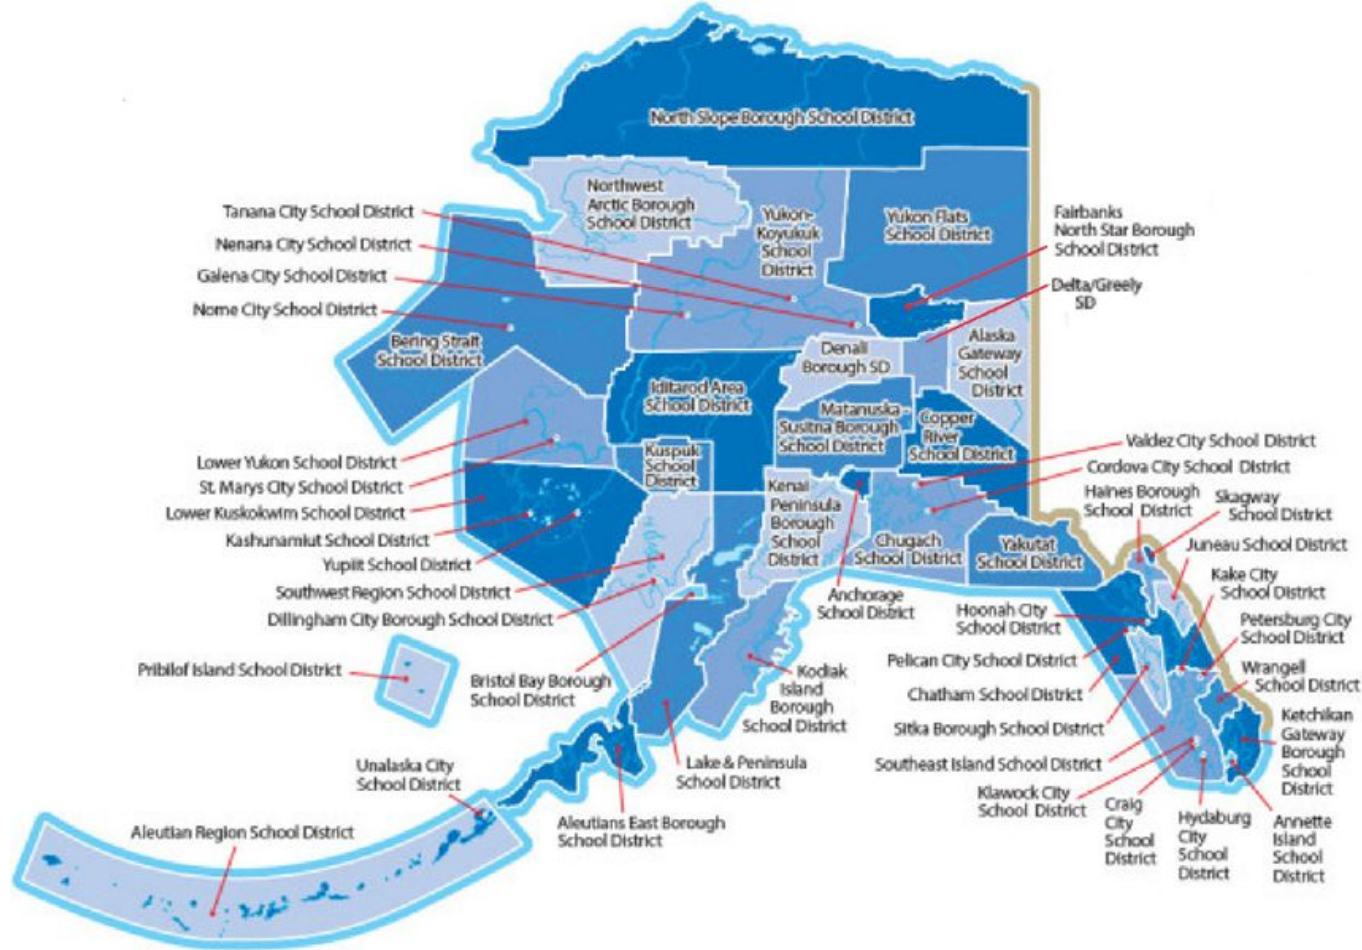 North Slope Borough School District
Northwest
Arctic Borough
School District
Yukon-
Koyukuk
School
District
Yukon Flats
School District
Tanana City School District
Nenana City School District
Galena City School District
Nome City School District
Bering Strait
School District
Fairbanks
North Star Borough
School District
Delta/Greely
SD
Alaska
Gateway
School
District
Denali
Borough SD
Iditarod Area
School District
Matanuska -
Susitna Borough
School District
Copper
River
School District
Kuspuk
School
District
Kenai
Peninsula
Borough
School
District
Lower Yukon School District
St. Marys City School District
Lower Kuskokwim School District
Kashunamiut School District
Yupiit School District
Southwest Region School District
Dillingham City Borough School District
Valdez City School District
Cordova City School District
Haines Borough
School District
Skagway
School District
Juneau School District
Kake City
School District
Petersburg City
School District
Wrangell
School District
Ketchikan
Gateway
Borough
School
District
Chugach
School District
Yakutat
School District
Anchorage
School District
Hoonah City
School District
Pelican City School District
Chatham School District
Sitka Borough School District
Southeast Island School District
Klawock City
School District
Craig
City
School
District
Hydaburg
City
School
District
Annette
Island
School
District
Pribilof Island School District
Bristol Bay Borough
School District
Kodiak
Island
Borough
School District
Lake & Peninsula
School District
Unalaska City
School District
Aleutians East Borough
School District
Aleutian Region School District